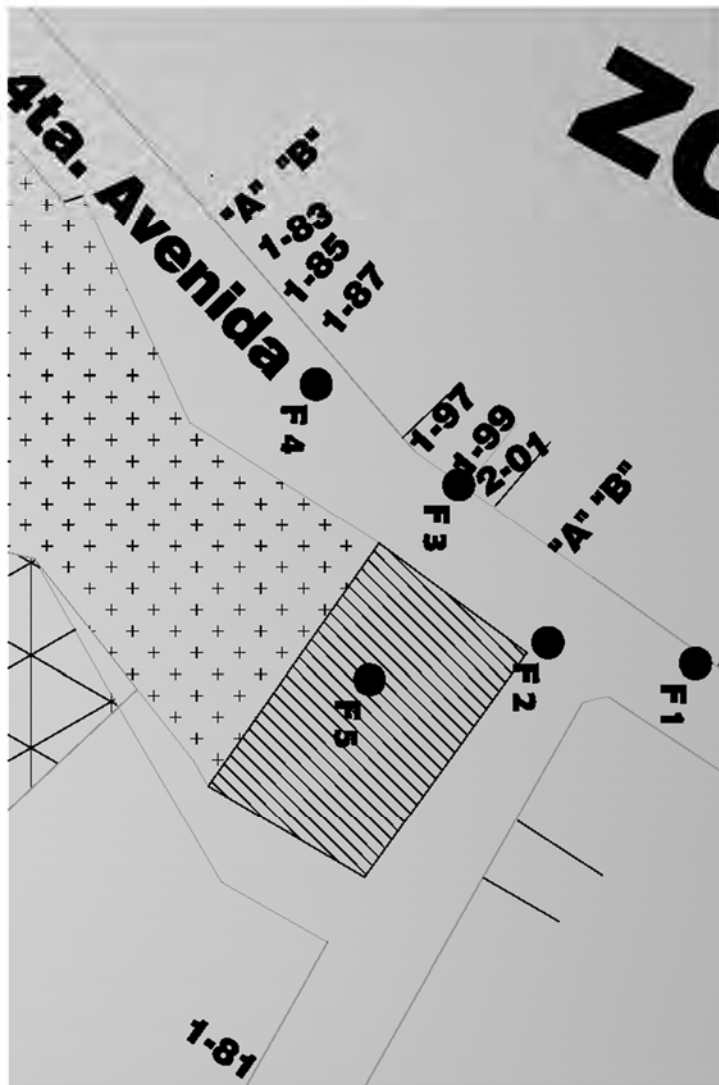 4ta. Avenida
ZO
"A" "B"
1-83
1-85
1-87
1-97
1-99
2-01
"A" "B"
F 4
F 3
F 2
F 1
F 5
1-81